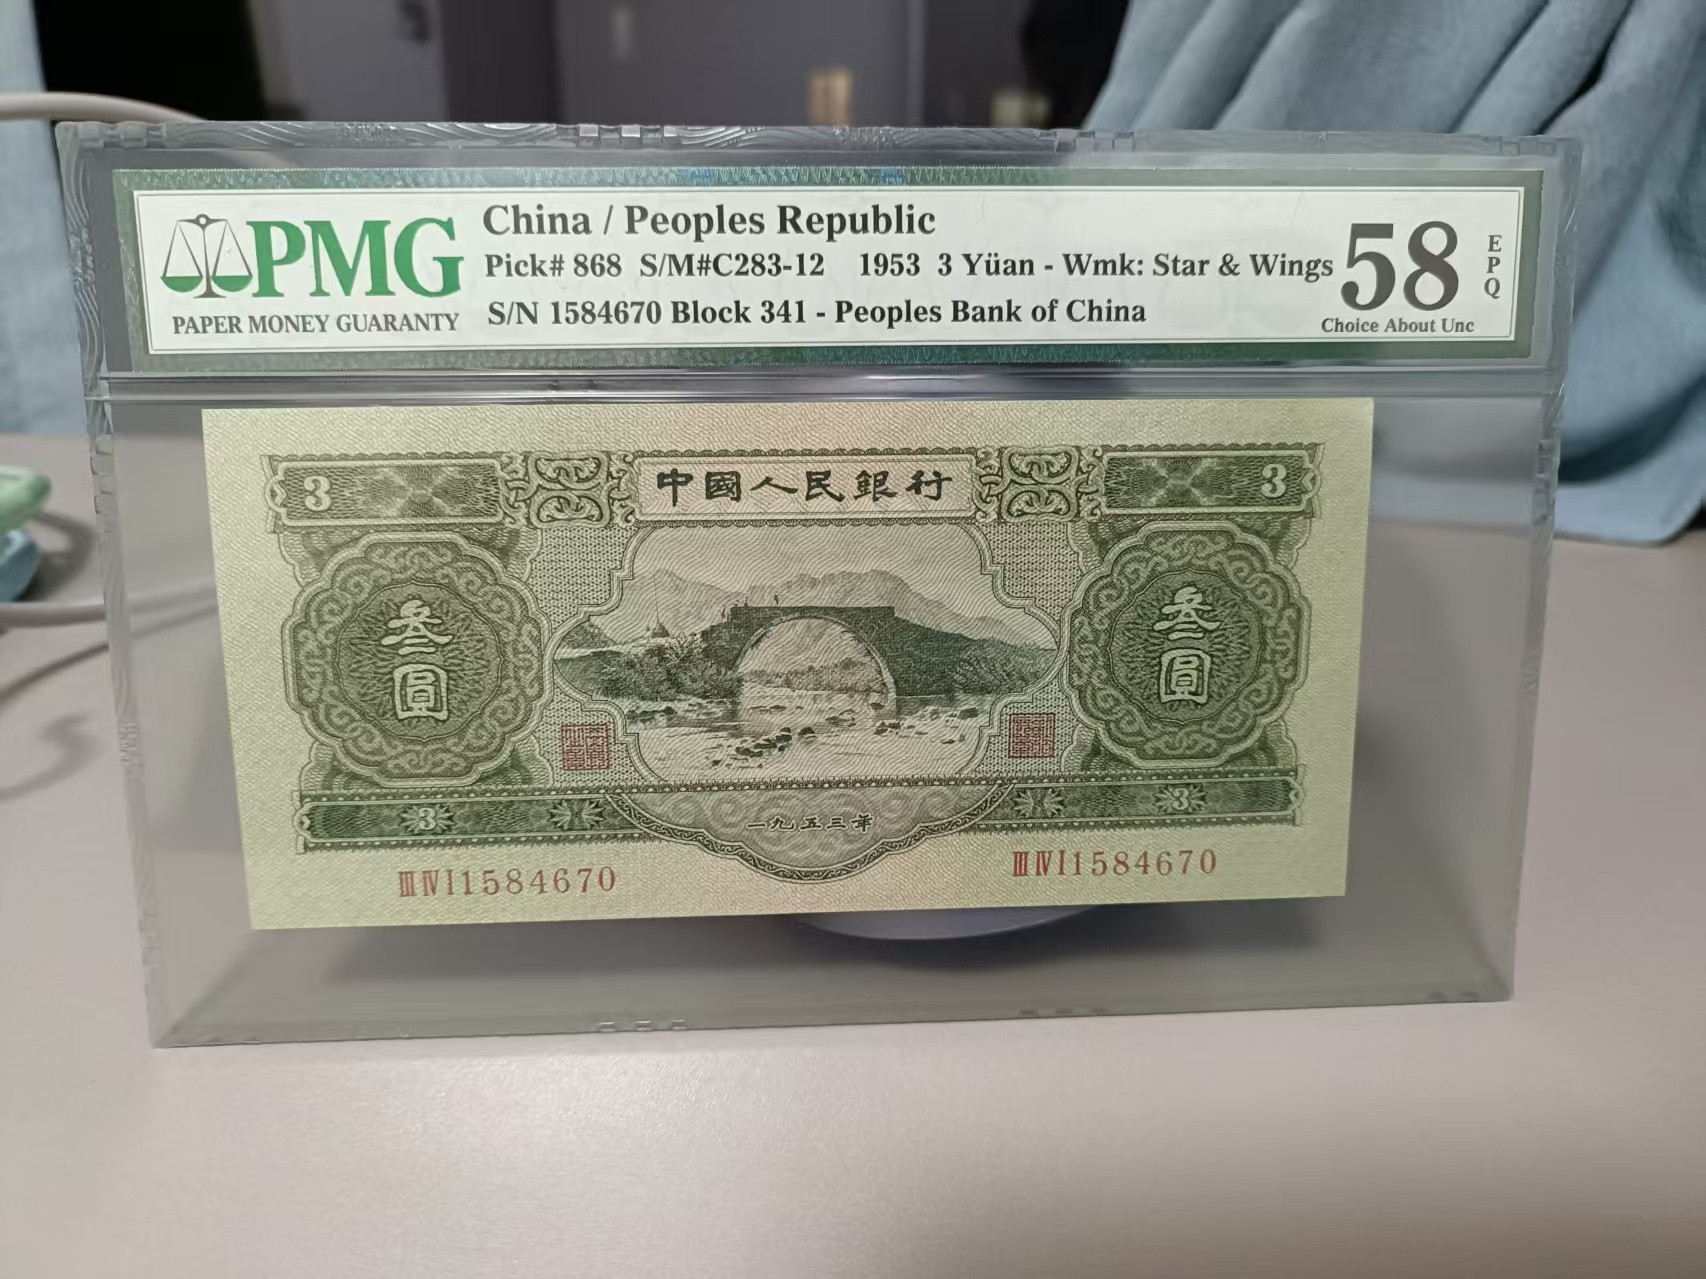 PMG
PAPER MONEY GUARANTY
China / Peoples Republic
Pick# 868 S/M#C283-12 1953 3 Yüan - Wmk: Star & Wings
S/N 1584670 Block 341 - Peoples Bank of China
58
EPQ
Choice About Unc
3
中國人民銀行
3
叁圓
叁圓
3
一九五三年
3
ⅢⅣⅠ1584670
ⅢⅣⅠ1584670